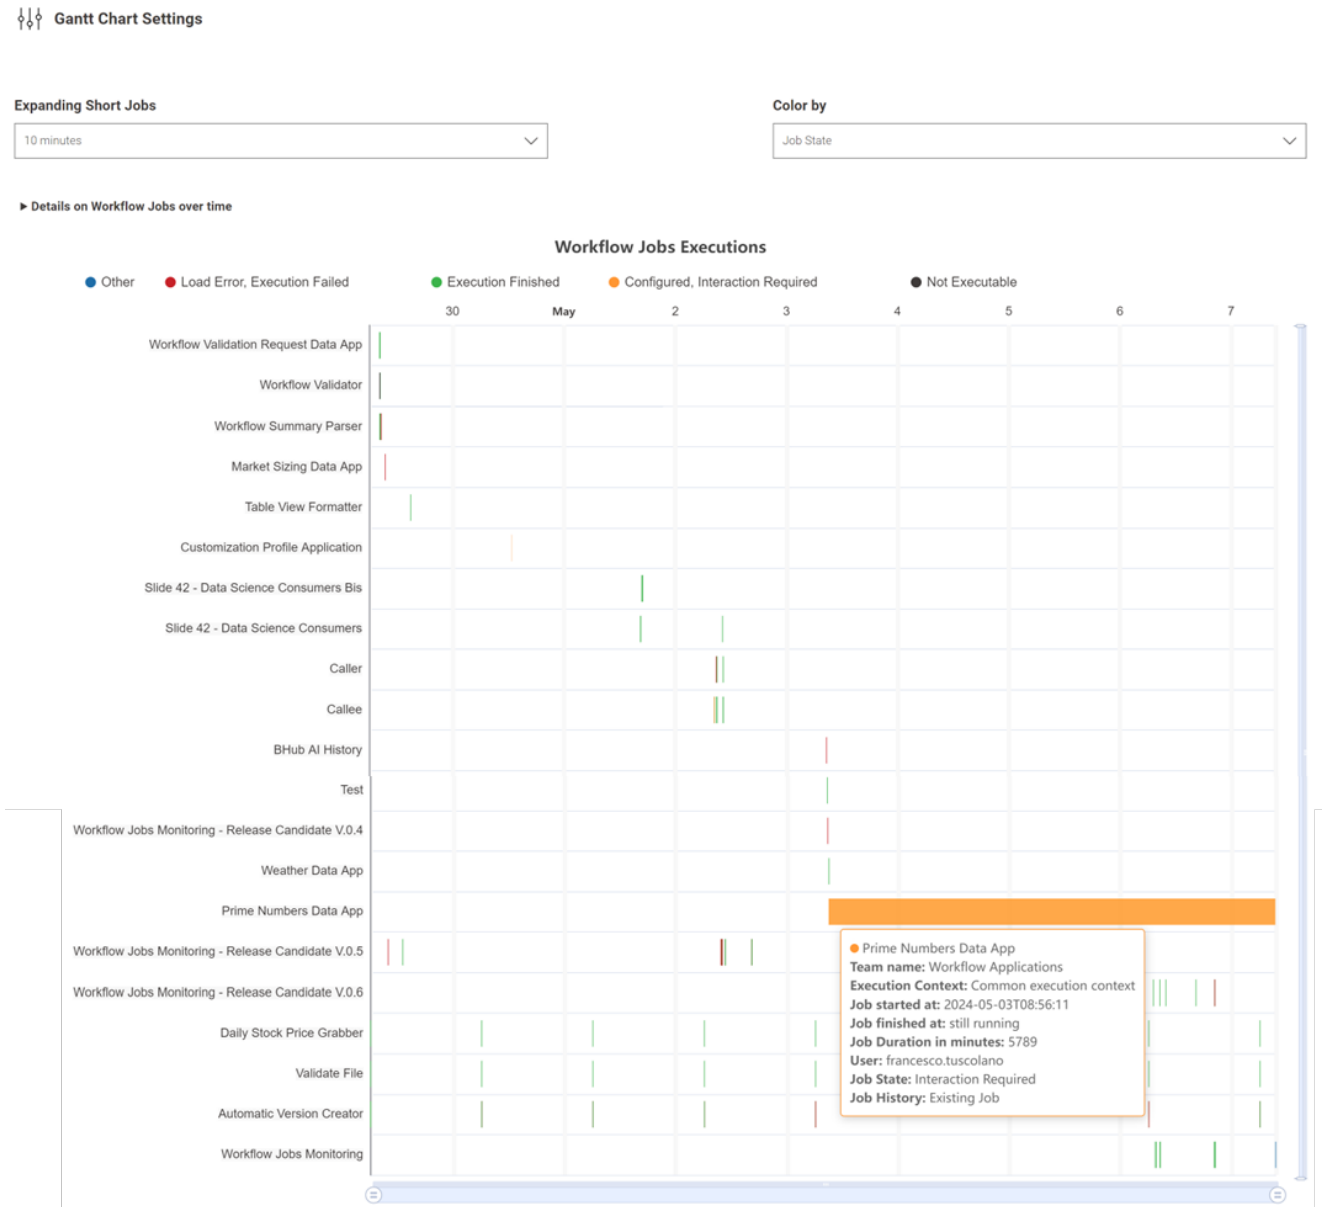 Gantt Chart Settings
Expanding Short Jobs
Color by
10 minutes
Job State
Details on Workflow Jobs over time
Workflow Jobs Executions
Other
Load Error, Execution Failed
Execution Finished
Configured, Interaction Required
Not Executable
30 May 2 3 4 5 6 7
Workflow Validation Request Data App
Workflow Validator
Workflow Summary Parser
Market Sizing Data App
Table View Formatter
Customization Profile Application
Slide 42 - Data Science Consumers Bis
Slide 42 - Data Science Consumers
Caller
Callee
BHub AI History
Test
Workflow Jobs Monitoring - Release Candidate V.0.4
Weather Data App
Prime Numbers Data App
Workflow Jobs Monitoring - Release Candidate V.0.5
Workflow Jobs Monitoring - Release Candidate V.0.6
Daily Stock Price Grabber
Validate File
Automatic Version Creator
Workflow Jobs Monitoring
Prime Numbers Data App
Team name: Workflow Applications
Execution Context: Common execution context
Job started at: 2024-05-03T08:56:11
Job finished at: still running
Job Duration in minutes: 5789
User: francesco.tuscolano
Job State: Interaction Required
Job History: Existing Job